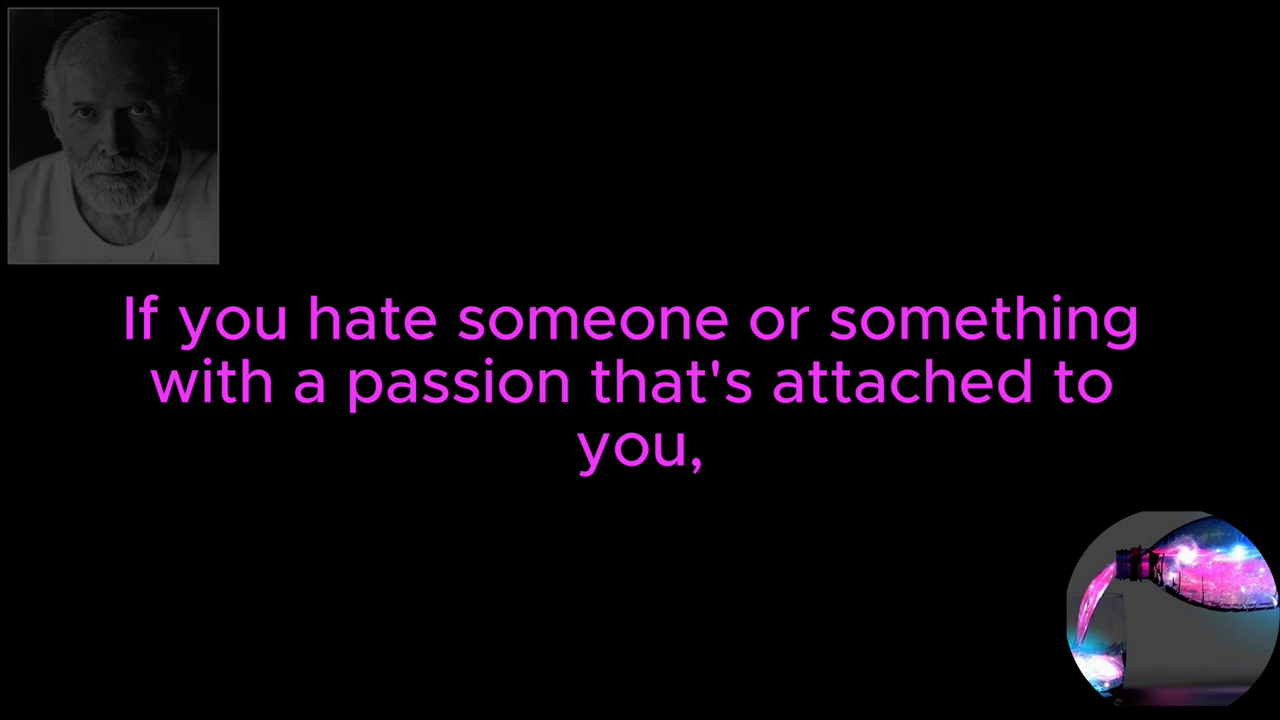 If you hate someone or something
with a passion that's attached to
you,